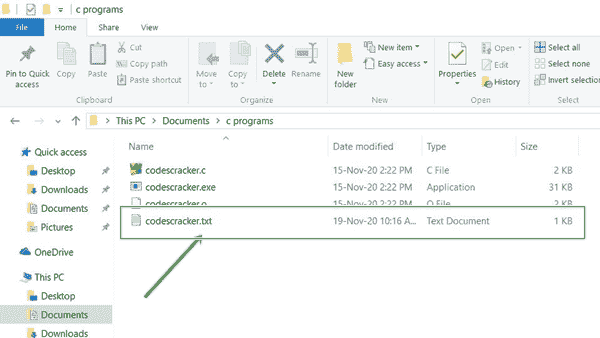 c programs
File Home Share View
Pin to Quick access
Copy
Paste
Cut
Copy path
Paste shortcut
Clipboard
Move to
Copy to
Delete
Rename
Organize
New folder
New item
Easy access
New
Properties
Open
Edit
History
Open
Select all
Select none
Invert selection
Select
This PC > Documents > c programs
Quick access
Desktop
Downloads
Documents
Pictures
OneDrive
This PC
Desktop
Documents
Downloads
Name Date modified Type Size
codescracker.c 15-Nov-20 2:22 PM C File 2 KB
codescracker.exe 15-Nov-20 2:22 PM Application 31 KB
codescracker.o 15-Nov-20 2:22 PM O File 2 KB
codescracker.txt 19-Nov-20 10:16 A... Text Document 1 KB